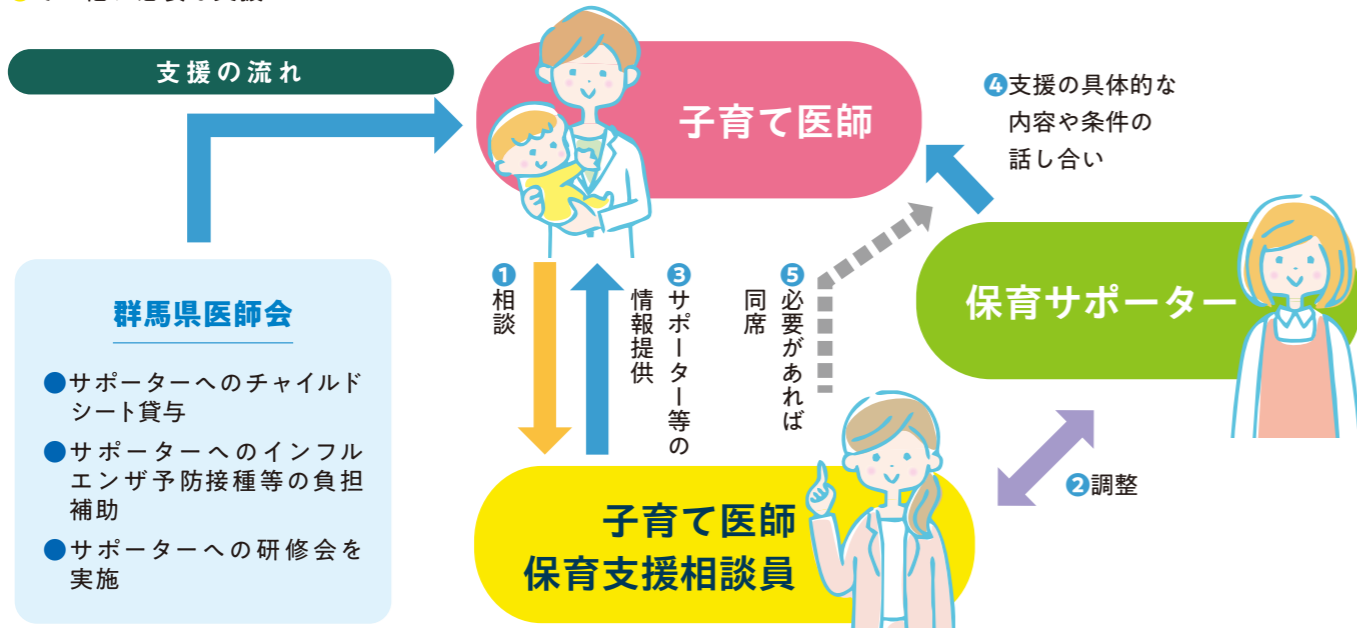 支援の流れ
子育て医師
❹支援の具体的な
内容や条件の
話し合い
保育サポーター
❶相談
❸サポーター等の
情報提供
❺必要があれば
同席
❷調整
子育て医師
保育支援相談員
群馬県医師会
●サポーターへのチャイルド
シート貸与
●サポーターへのインフル
エンザ予防接種等の負担
補助
●サポーターへの研修会を
実施